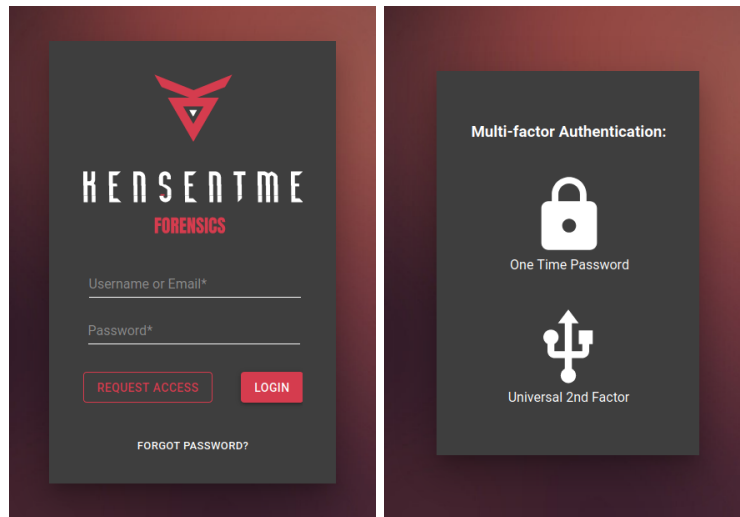 KENSENTME
FORENSICS
Username or Email*
Password*
REQUEST ACCESS
LOGIN
FORGOT PASSWORD?
Multi-factor Authentication:
One Time Password
Universal 2nd Factor